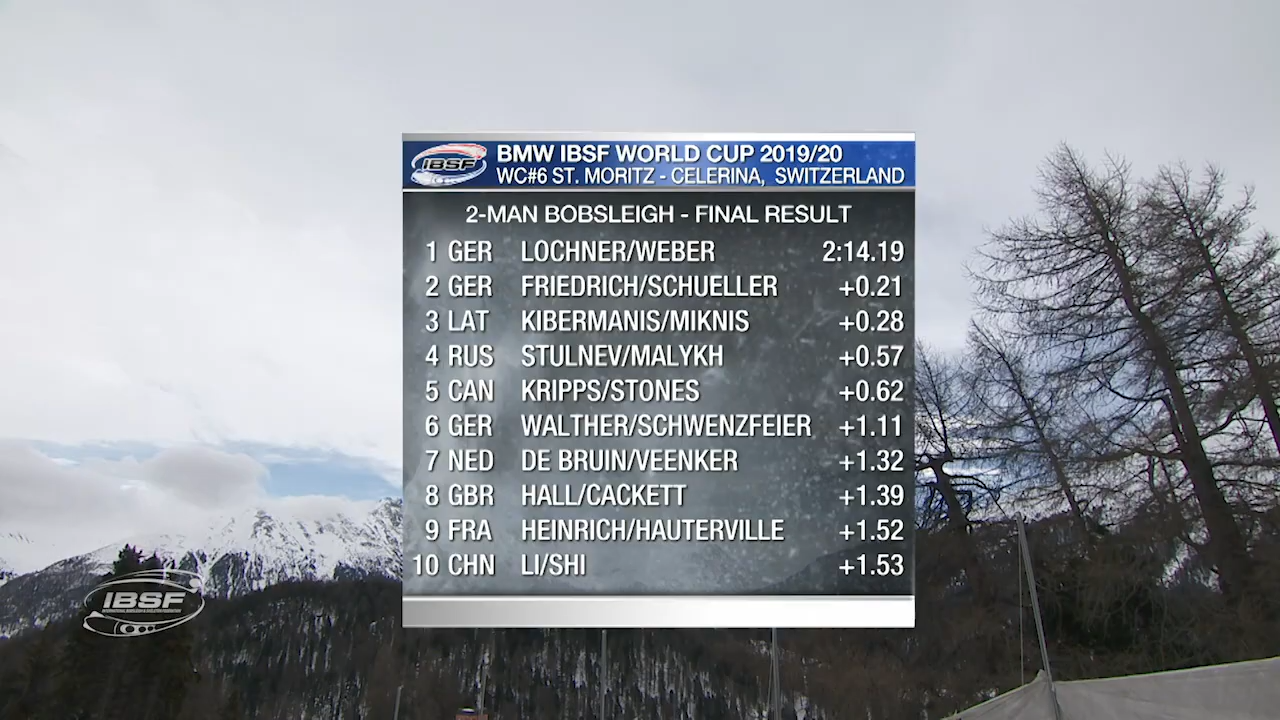 IBSF
BMW IBSF WORLD CUP 2019/20
WC#6 ST. MORITZ - CELERINA, SWITZERLAND
2-MAN BOBSLEIGH - FINAL RESULT
1 GER LOCHNER/WEBER 2:14.19
2 GER FRIEDRICH/SCHUELLER +0.21
3 LAT KIBERMANIS/MIKNIS +0.28
4 RUS STULNEV/MALYKH +0.57
5 CAN KRIPPS/STONES +0.62
6 GER WALTHER/SCHWENZFEIER +1.11
7 NED DE BRUIN/VEENKER +1.32
8 GBR HALL/CACKETT +1.39
9 FRA HEINRICH/HAUTERVILLE +1.52
10 CHN LI/SHI +1.53
IBSF
INTERNATIONAL BOBSLEIGH & SKELETON FEDERATION